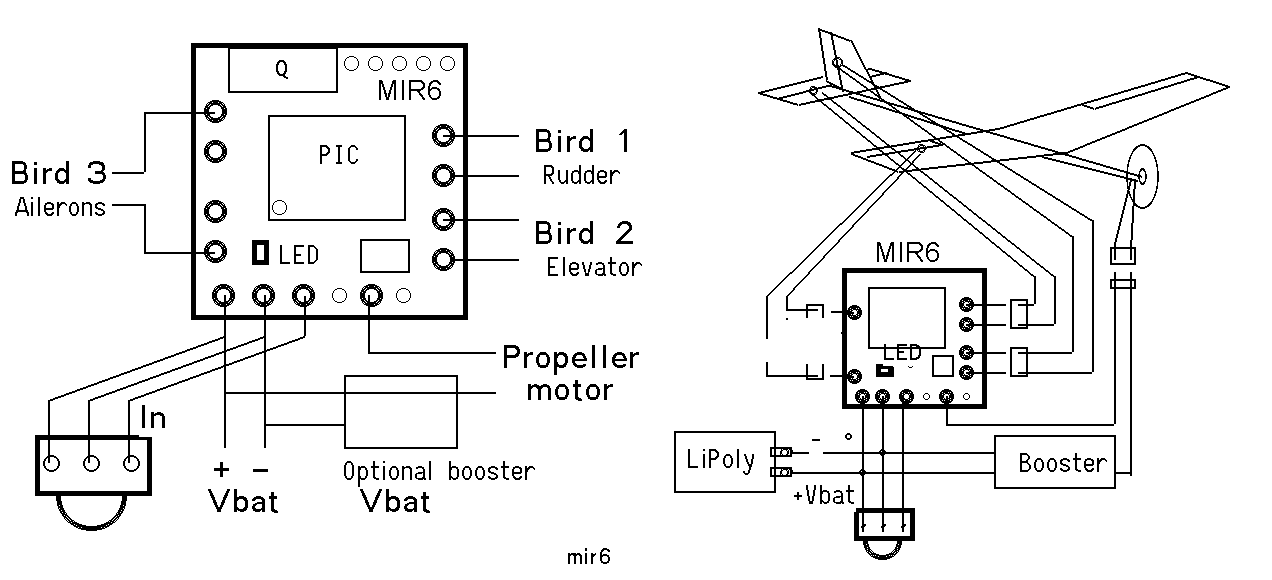 Q
MIR6
PIC
Bird 1
Rudder
Bird 3
Ailerons
Bird 2
Elevator
LED
Propeller
motor
In
+ −
Vbat
Optional booster
Vbat
mir6
MIR6
LED
LiPoly
−
+Vbat
Booster